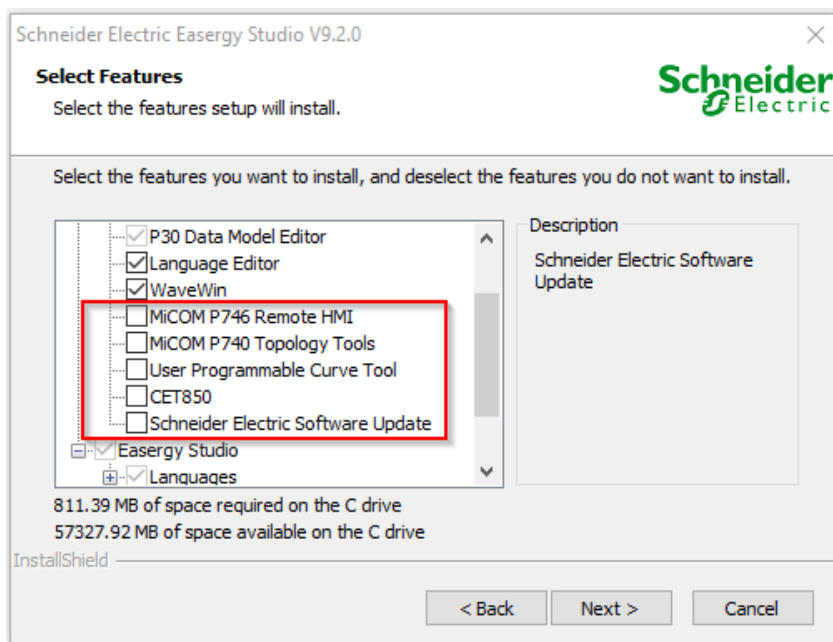 Schneider Electric Easergy Studio V9.2.0
Select Features
Select the features setup will install.
Schneider
Electric
Select the features you want to install, and deselect the features you do not want to install.
P30 Data Model Editor
Language Editor
WaveWin
MiCOM P746 Remote HMI
MiCOM P740 Topology Tools
User Programmable Curve Tool
CET850
Schneider Electric Software Update
Easergy Studio
Languages
Description
Schneider Electric Software
Update
811.39 MB of space required on the C drive
57327.92 MB of space available on the C drive
InstallShield
< Back
Next >
Cancel